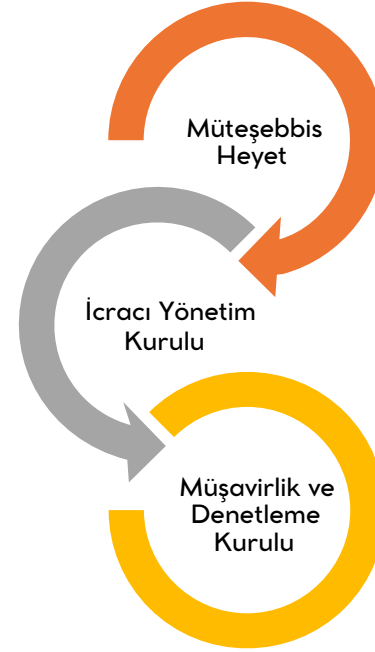 Müteşebbis
Heyet
İcracı Yönetim
Kurulu
Müşavirlik ve
Denetleme
Kurulu